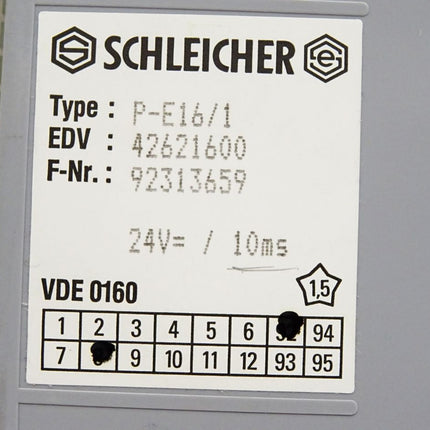 SCHLEICHER
Type : P-E16/1
EDV : 42621600
F-Nr. : 92313659
24V= / 10ms
VDE 0160
1,5
1 2 3 4 5 6 94
7 9 10 11 12 93 95